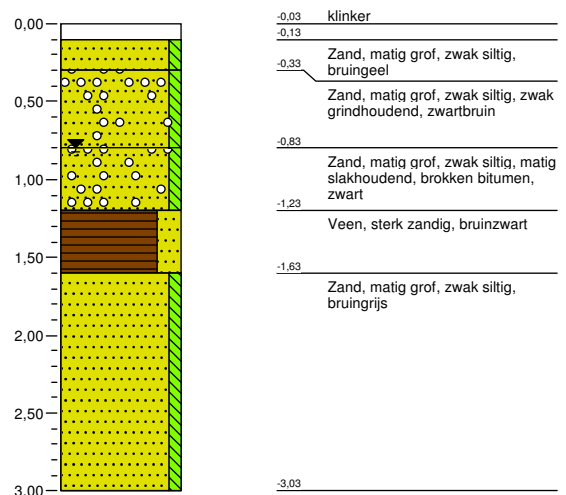 0,00
0,50
1,00
1,50
2,00
2,50
3,00
-0,03 klinker
-0,13
Zand, matig grof, zwak siltig,
bruingeel
-0,33
Zand, matig grof, zwak siltig, zwak
grindhoudend, zwartbruin
-0,83
Zand, matig grof, zwak siltig, matig
slakhoudend, brokken bitumen,
zwart
-1,23
Veen, sterk zandig, bruinzwart
-1,63
Zand, matig grof, zwak siltig,
bruingrijs
-3,03